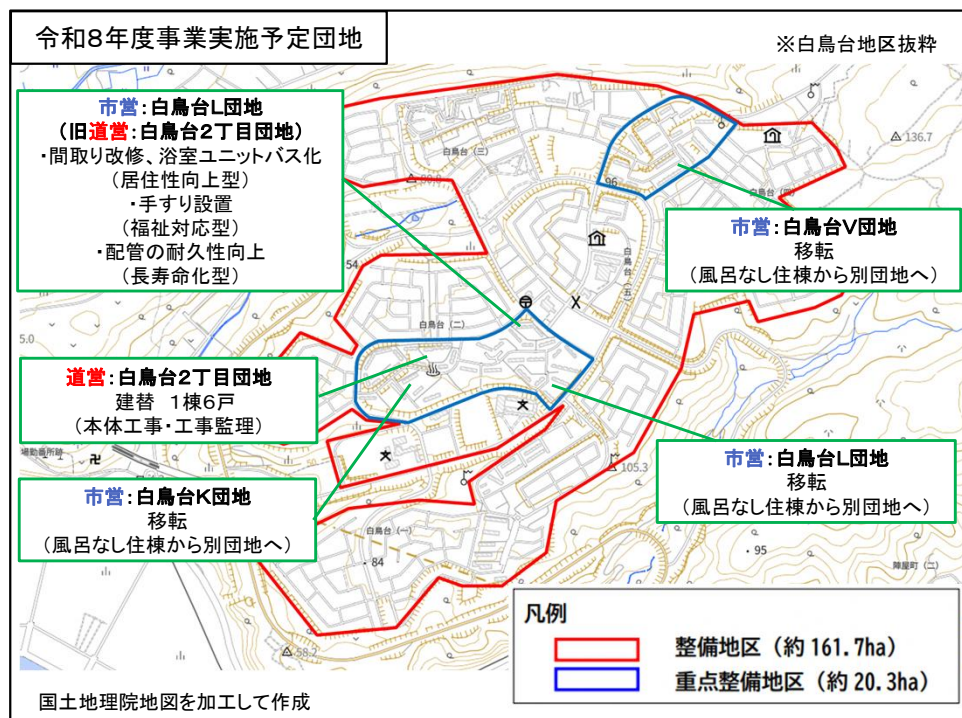 令和8年度事業実施予定団地
※白鳥台地区抜粋
市営：白鳥台L団地
（旧道営：白鳥台2丁目団地）
・間取り改修、浴室ユニットバス化
（居住性向上型）
・手すり設置
（福祉対応型）
・配管の耐久性向上
（長寿命化型）
市営：白鳥台V団地
移転
（風呂なし住棟から別団地へ）
道営：白鳥台2丁目団地
建替 1棟6戸
（本体工事・工事監理）
市営：白鳥台K団地
移転
（風呂なし住棟から別団地へ）
市営：白鳥台L団地
移転
（風呂なし住棟から別団地へ）
白鳥台（三）
136.7
96
54
白鳥台（五）
白鳥台（二）
5.0
105.3
白鳥台（一）
84
95
58.2
陣屋町（二）
凡例
整備地区（約 161.7ha）
重点整備地区（約 20.3ha）
国土地理院地図を加工して作成